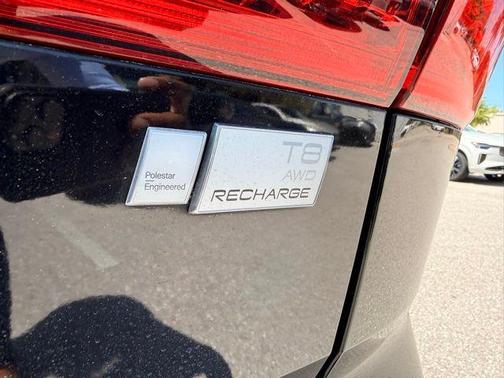 Polestar
Engineered
T8
AWD
RECHARGE